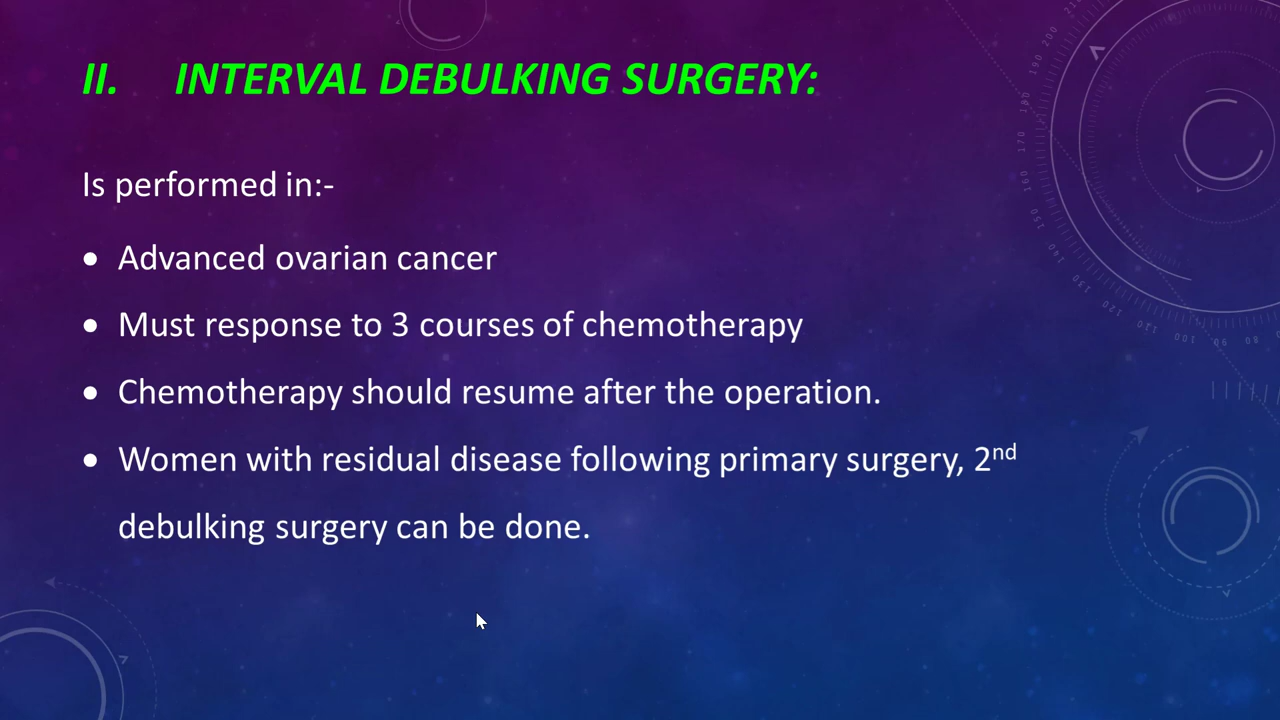 II. INTERVAL DEBULKING SURGERY:
Is performed in:-
• Advanced ovarian cancer
• Must response to 3 courses of chemotherapy
• Chemotherapy should resume after the operation.
• Women with residual disease following primary surgery, 2nd
debulking surgery can be done.